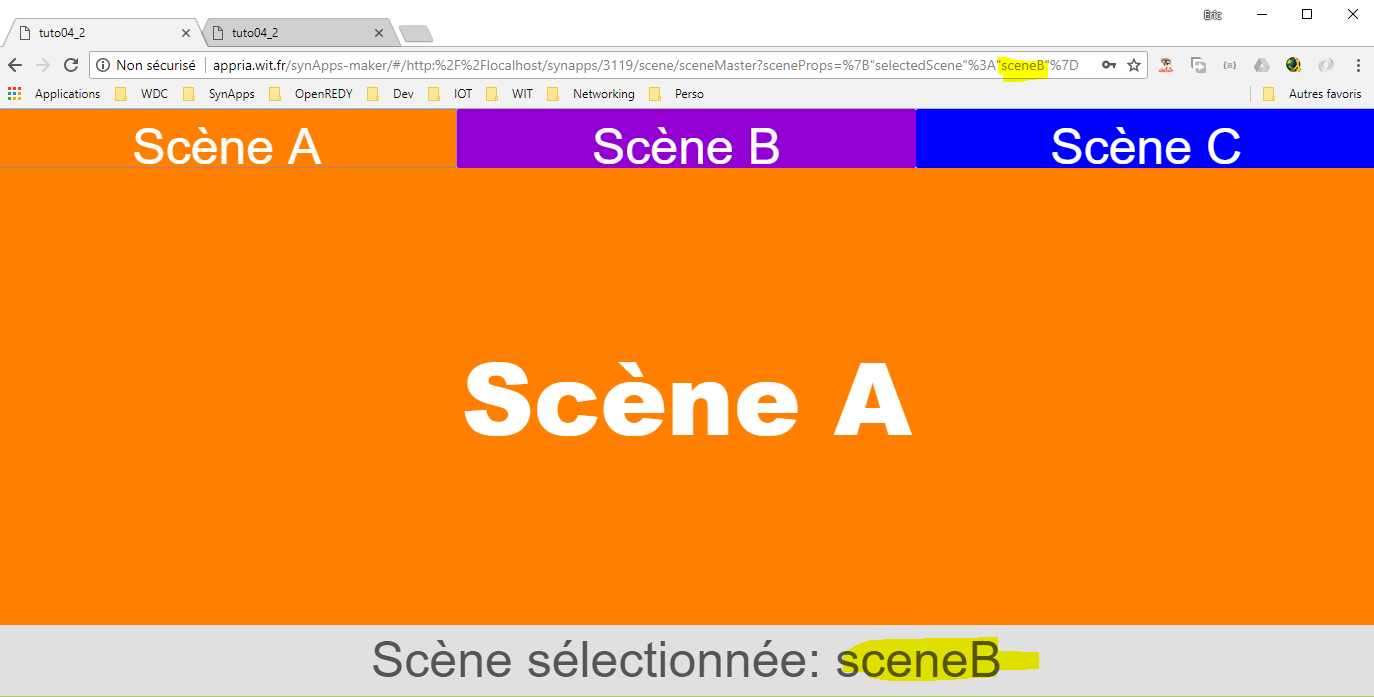 Eric
tuto04_2 tuto04_2
Non sécurisé appria.wit.fr/synApps-maker/#/http:%2F%2Flocalhost/synapps/3119/scene/sceneMaster?sceneProps=%7B"selectedScene"%3A"sceneB"%7D
Applications WDC SynApps OpenREDY Dev IOT WIT Networking Perso Autres favoris
Scène A Scène B Scène C
Scène A
Scène sélectionnée: sceneB